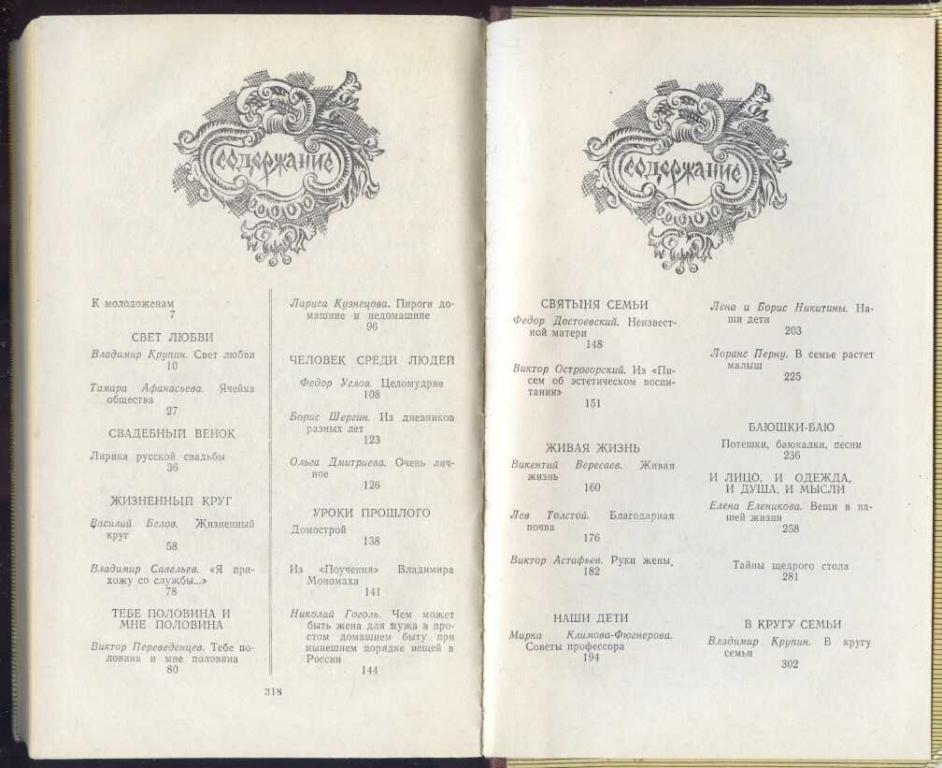 содержание
К молодоженам
7
СВЕТ ЛЮБВИ
Владимир Крупин. Свет любви
10
Тамара Афанасьева. Ячейка
общества
27
СВАДЕБНЫЙ ВЕНОК
Лирика русской свадьбы
36
ЖИЗНЕННЫЙ КРУГ
Василий Белов. Жизненный
круг
58
Владимир Савельев. «Я при-
хожу со службы...»
78
ТЕБЕ ПОЛОВИНА И
МНЕ ПОЛОВИНА
Виктор Переведенцев. Тебе по-
ловина и мне половина
80
Лариса Кузнецова. Пироги до-
машние и недомашние
96
ЧЕЛОВЕК СРЕДИ ЛЮДЕЙ
Федор Углов. Целомудрие
108
Борис Шергин. Из дневников
разных лет
123
Ольга Дмитриева. Очень лич-
ное
126
УРОКИ ПРОШЛОГО
Домострой
138
Из «Поучения» Владимира
Мономаха
141
Николай Гоголь. Чем может
быть жена для мужа в про-
стом домашнем быту при
нынешнем порядке вещей в
России
144
318
содержание
СВЯТЫНЯ СЕМЬИ
Федор Достоевский. Неизвест-
ной матери
148
Виктор Острогорский. Из «Пи-
сем об эстетическом воспи-
тании»
151
ЖИВАЯ ЖИЗНЬ
Викентий Вересаев. Живая
жизнь
160
Лев Толстой. Благодарная
почва
176
Виктор Астафьев. Руки жены,
182
НАШИ ДЕТИ
Мирка Климова-Фюгнерова.
Советы профессора
194
Лена и Борис Никитины. На-
ши дети
203
Лоранс Перну. В семье растет
малыш
225
БАЮШКИ-БАЮ
Потешки, баюкалки, песни
236
И ЛИЦО, И ОДЕЖДА,
И ДУША, И МЫСЛИ
Елена Еленикова. Вещи в на-
шей жизни
258
Тайны щедрого стола
281
В КРУГУ СЕМЬИ
Владимир Крупин. В кругу
семьи
302